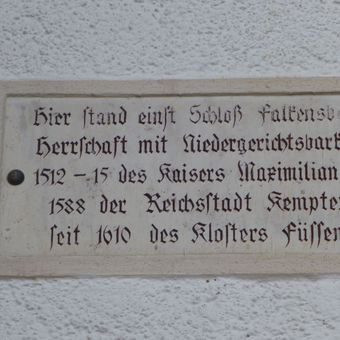 Hier stand einst Schloß Falkensb
Herrschaft mit Niedergerichtsbark
1512 - 15 des Kaisers Maximilian
1588 der Reichsstadt Kempten
seit 1610 des Klosters Füssen